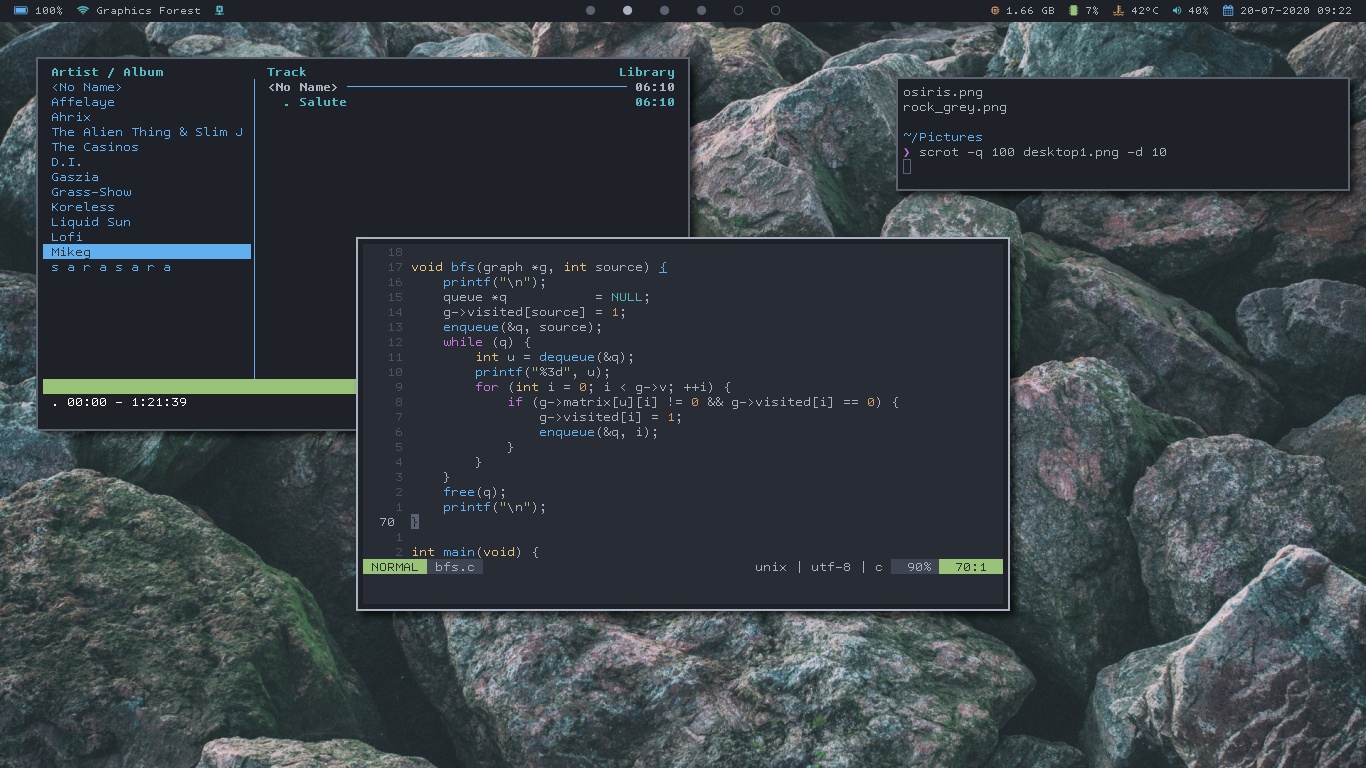 100% Graphics Forest 1.66 GB 7% 42°C 40% 20-07-2020 09:22
Artist / Album Track Library
<No Name> <No Name> 06:10
Affelaye . Salute 06:10
Ahrix
The Alien Thing & Slim J
The Casinos
D.I.
Gaszia
Grass-Show
Koreless
Liquid Sun
Lofi
Mikeg
s a r a s a r a
. 00:00 - 1:21:39
osiris.png
rock_grey.png
~/Pictures
❯ scrot -q 100 desktop1.png -d 10
18
17 void bfs(graph *g, int source) {
16 printf("\n");
15 queue *q = NULL;
14 g->visited[source] = 1;
13 enqueue(&q, source);
12 while (q) {
11 int u = dequeue(&q);
10 printf("%3d", u);
9 for (int i = 0; i < g->v; ++i) {
8 if (g->matrix[u][i] != 0 && g->visited[i] == 0) {
7 g->visited[i] = 1;
6 enqueue(&q, i);
5 }
4 }
3 }
2 free(q);
1 printf("\n");
70 }
1
2 int main(void) {
NORMAL bfs.c unix | utf-8 | c 90% 70:1